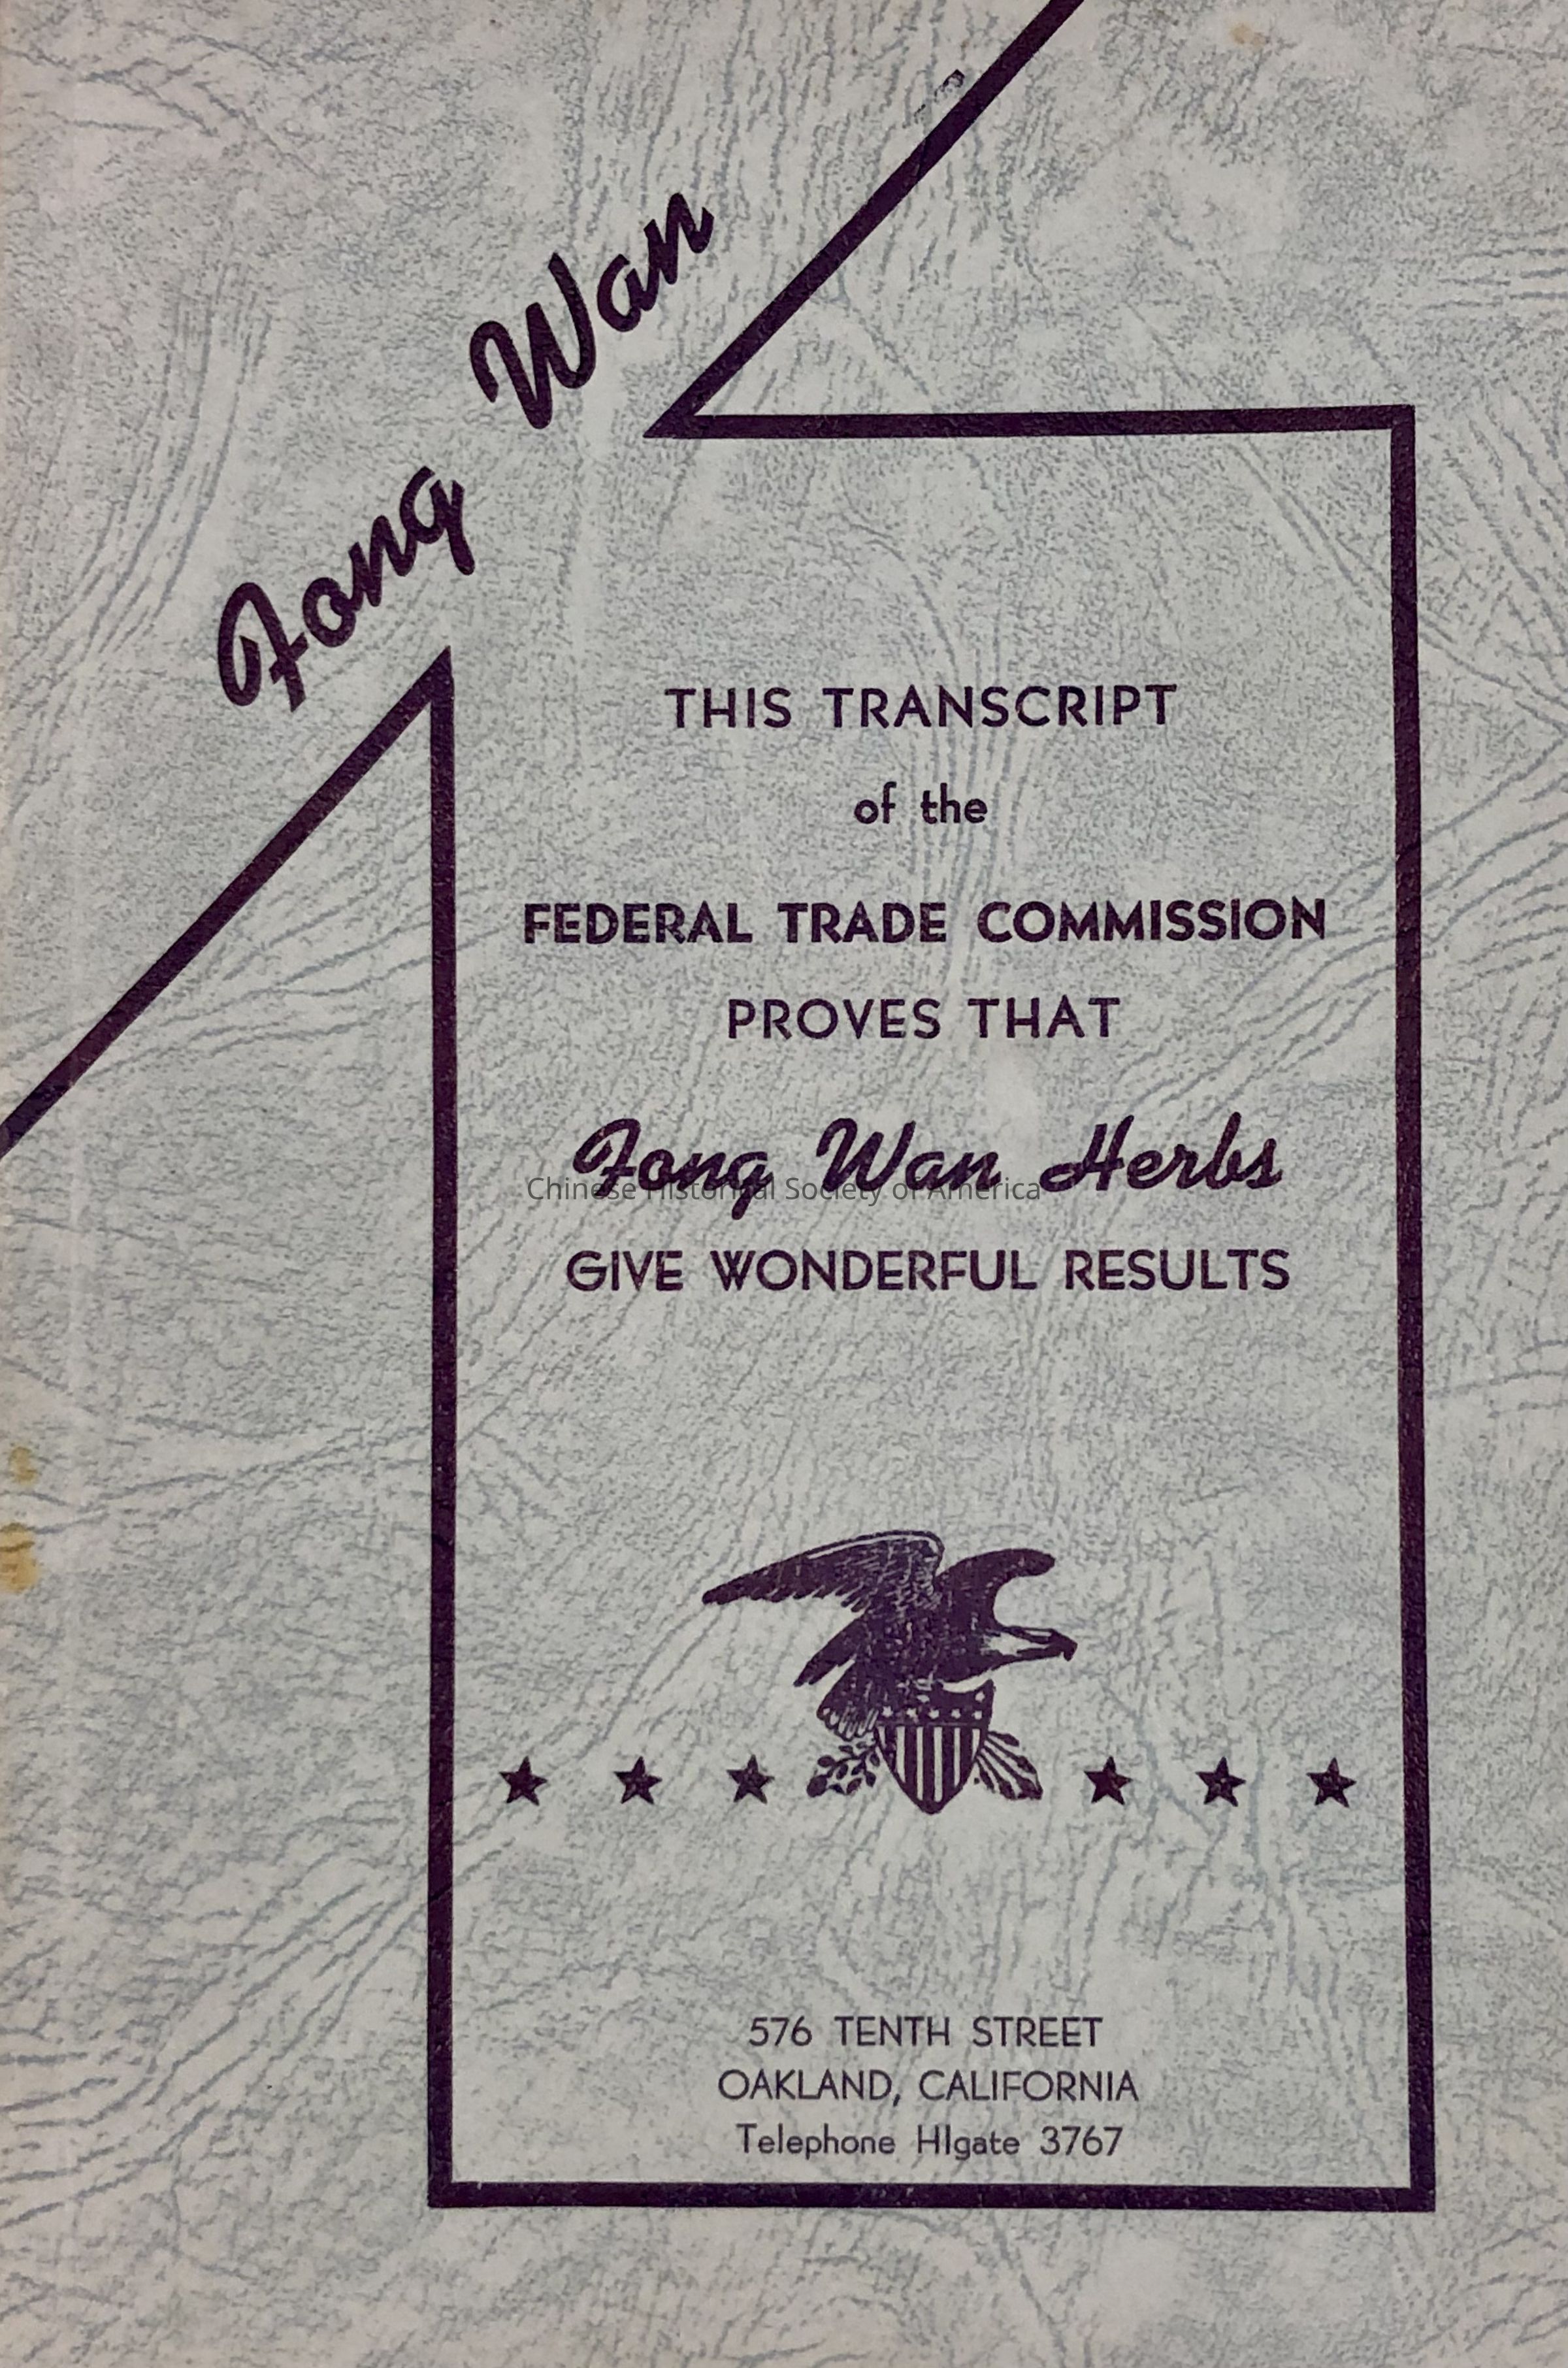 Fong Wan
THIS TRANSCRIPT
of the
FEDERAL TRADE COMMISSION
PROVES THAT
Fong Wan Herbs
Chinese Historical Society of America
GIVE WONDERFUL RESULTS
576 TENTH STREET
OAKLAND, CALIFORNIA
Telephone HIgate 3767